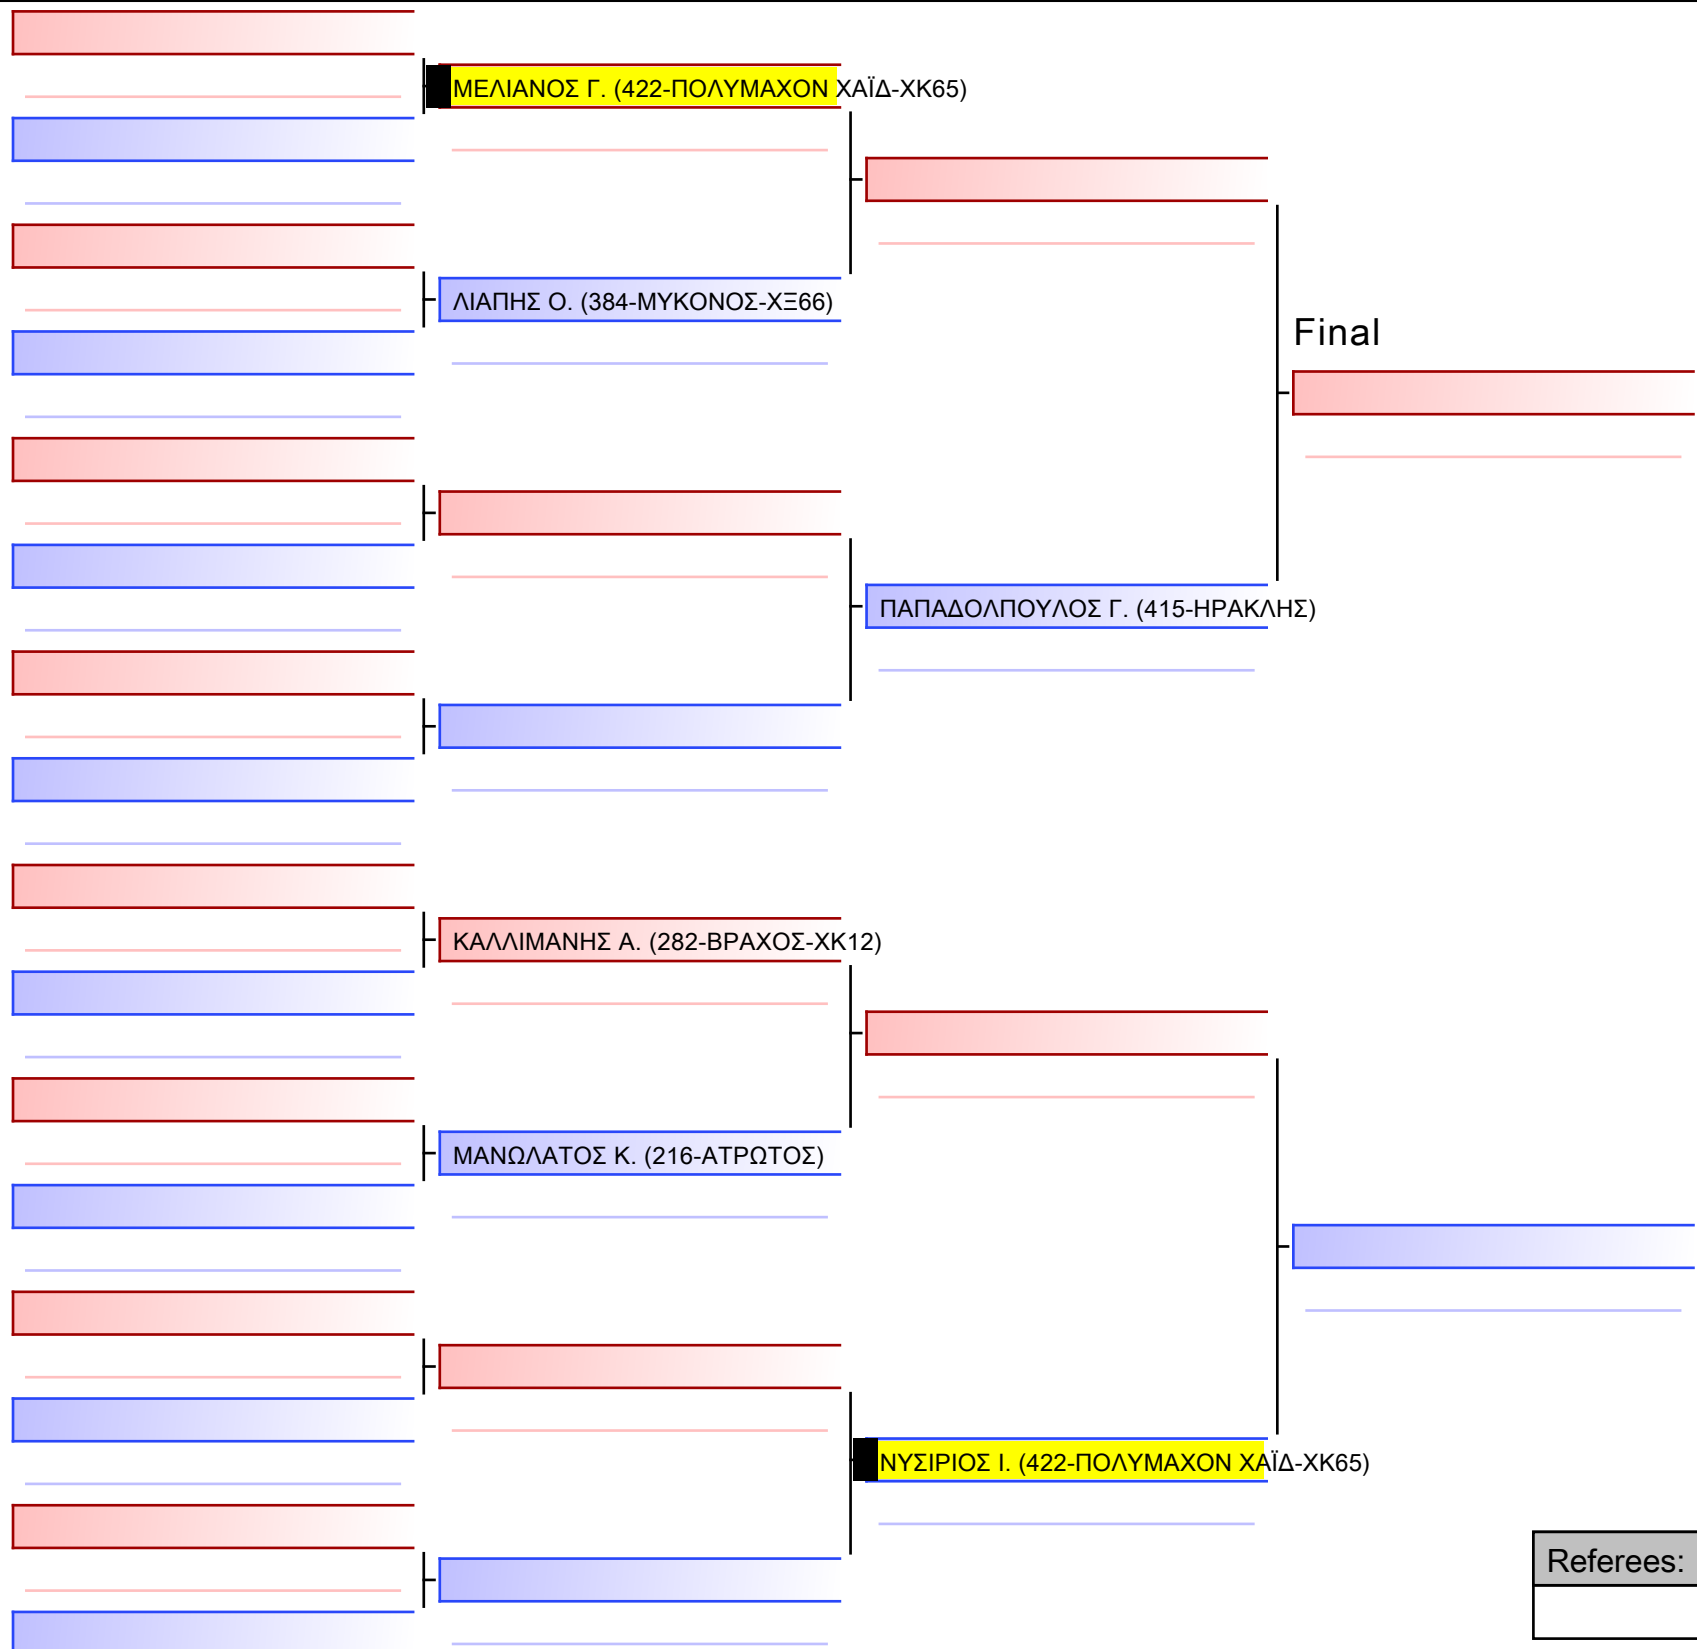 ΜΕΛΙΑΝΟΣ Γ. (422-ΠΟΛΥΜΑΧΟΝ ΧΑΪΔ-ΧΚ65)
ΛΙΑΠΗΣ Ο. (384-ΜΥΚΟΝΟΣ-ΧΞ66)
Final
ΠΑΠΑΔΟΛΠΟΥΛΟΣ Γ. (415-ΗΡΑΚΛΗΣ)
ΚΑΛΛΙΜΑΝΗΣ Α. (282-ΒΡΑΧΟΣ-ΧΚ12)
ΜΑΝΩΛΑΤΟΣ Κ. (216-ΑΤΡΩΤΟΣ)
ΝΥΣΙΡΙΟΣ Ι. (422-ΠΟΛΥΜΑΧΟΝ ΧΑΪΔ-ΧΚ65)
Referees: